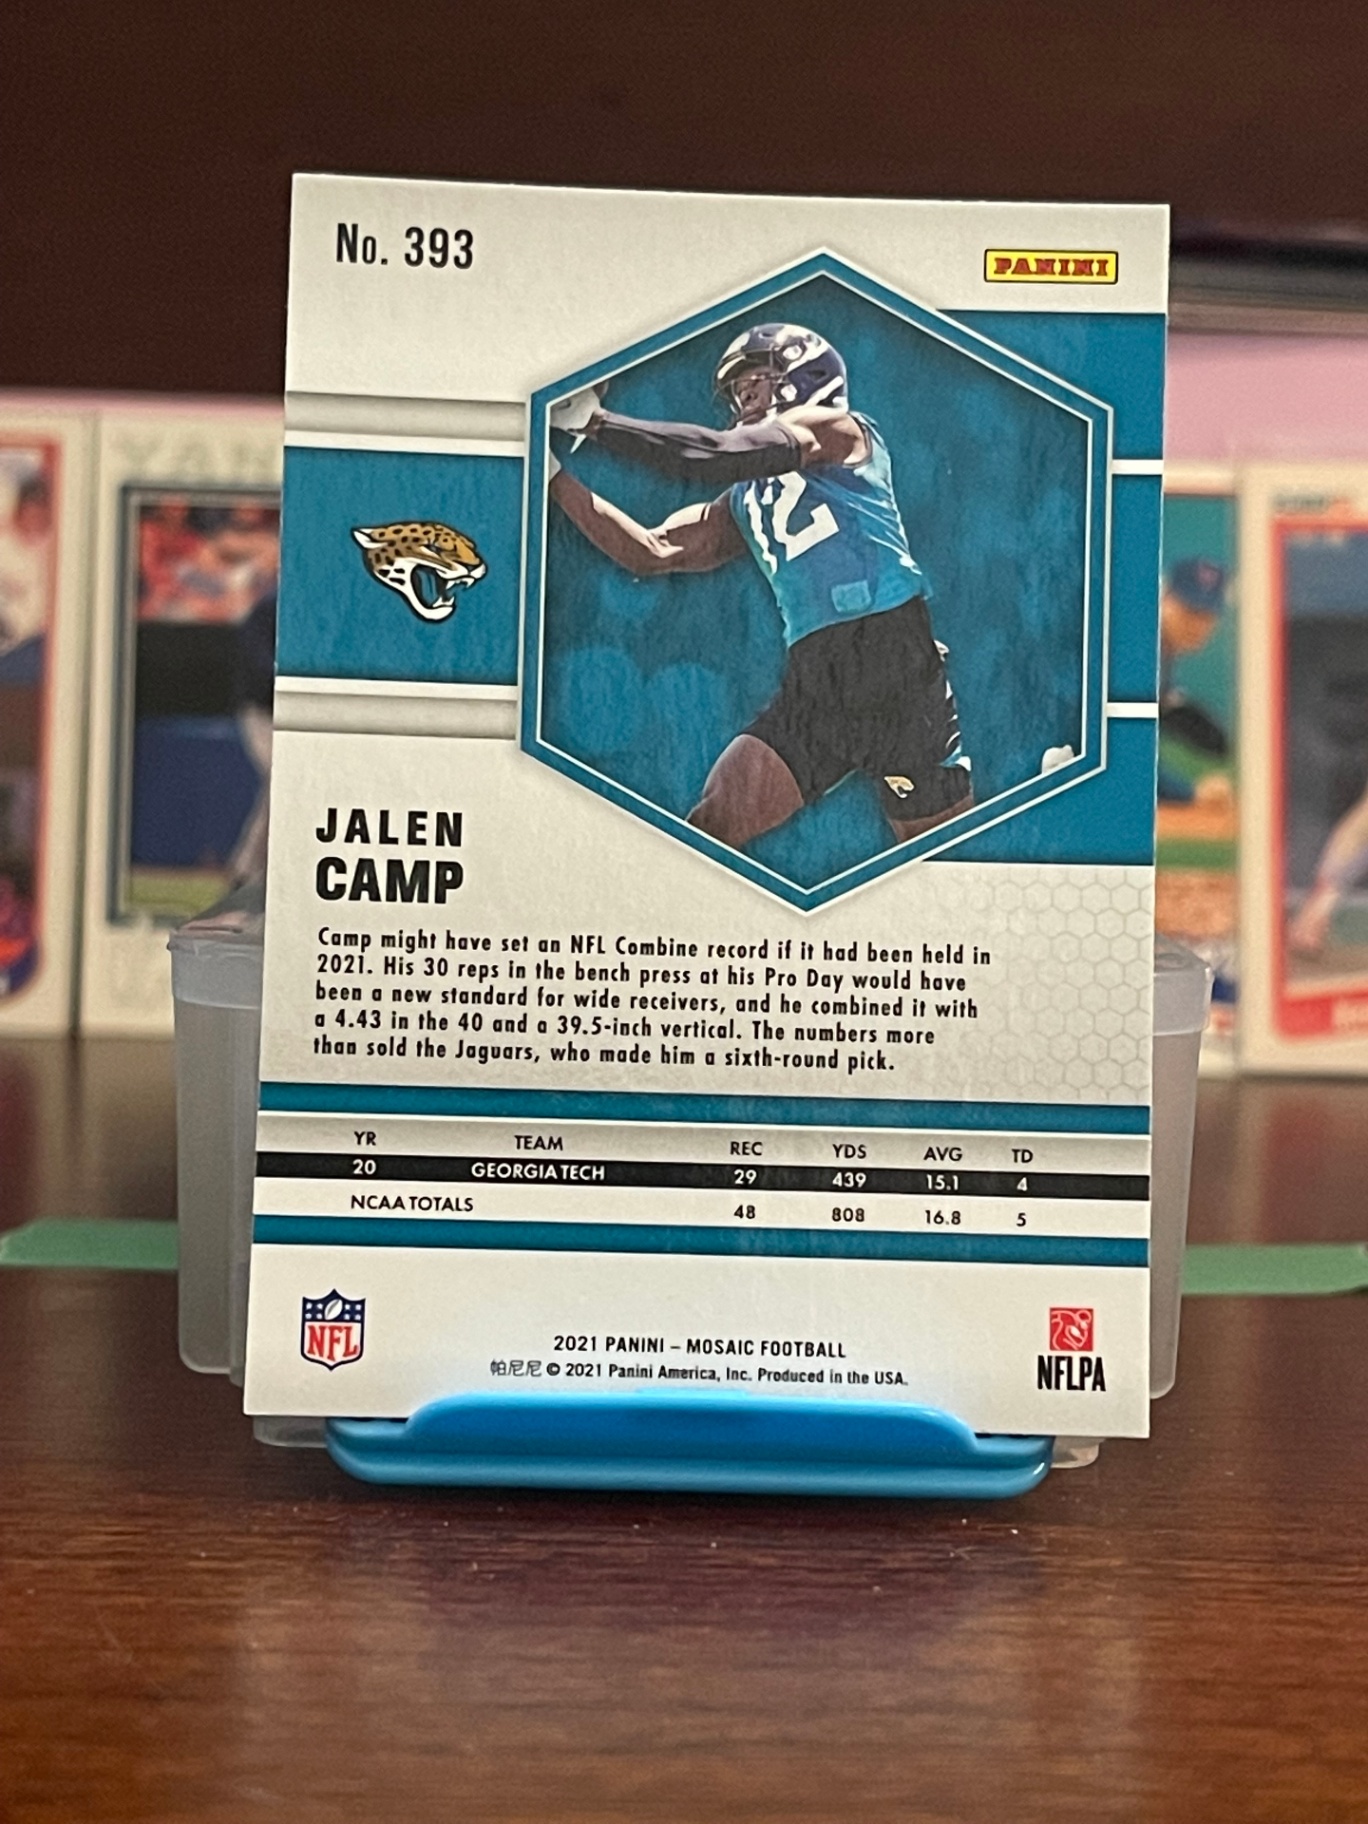 No. 393
PANINI
12
JALEN
CAMP
Camp might have set an NFL Combine record if it had been held in
2021. His 30 reps in the bench press at his Pro Day would have
been a new standard for wide receivers, and he combined it with
a 4.43 in the 40 and a 39.5-inch vertical. The numbers more
than sold the Jaguars, who made him a sixth-round pick.
YR TEAM REC YDS AVG TD
20 GEORGIA TECH 29 439 15.1 4
NCAA TOTALS 48 808 16.8 5
NFL
2021 PANINI – MOSAIC FOOTBALL
帕尼尼 © 2021 Panini America, Inc. Produced in the USA.
NFLPA